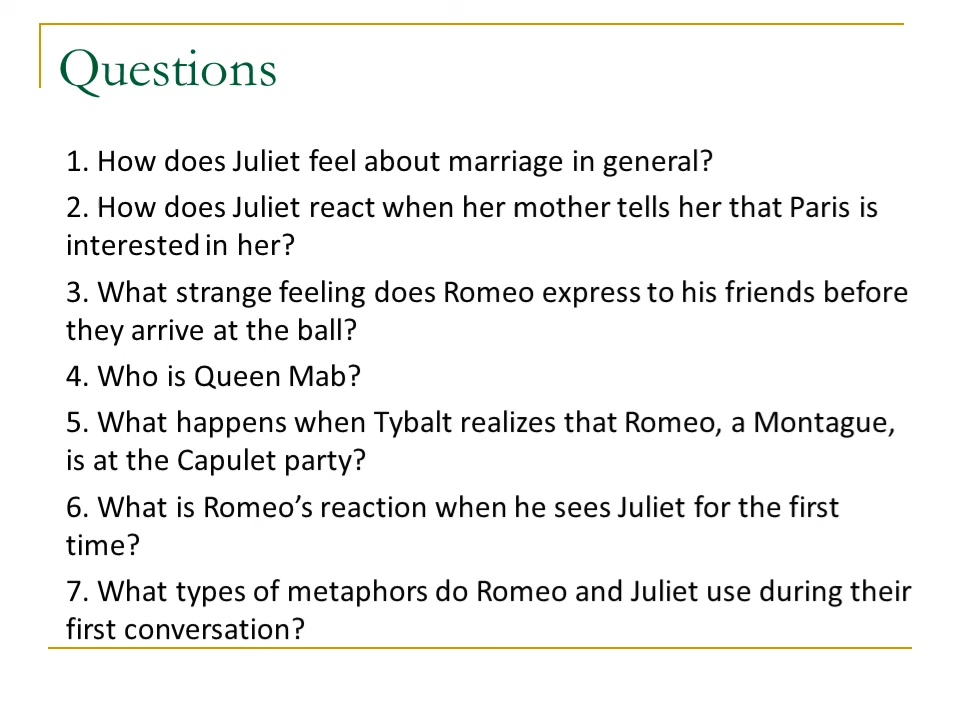 Questions
1. How does Juliet feel about marriage in general?
2. How does Juliet react when her mother tells her that Paris is
interested in her?
3. What strange feeling does Romeo express to his friends before
they arrive at the ball?
4. Who is Queen Mab?
5. What happens when Tybalt realizes that Romeo, a Montague,
is at the Capulet party?
6. What is Romeo’s reaction when he sees Juliet for the first
time?
7. What types of metaphors do Romeo and Juliet use during their
first conversation?